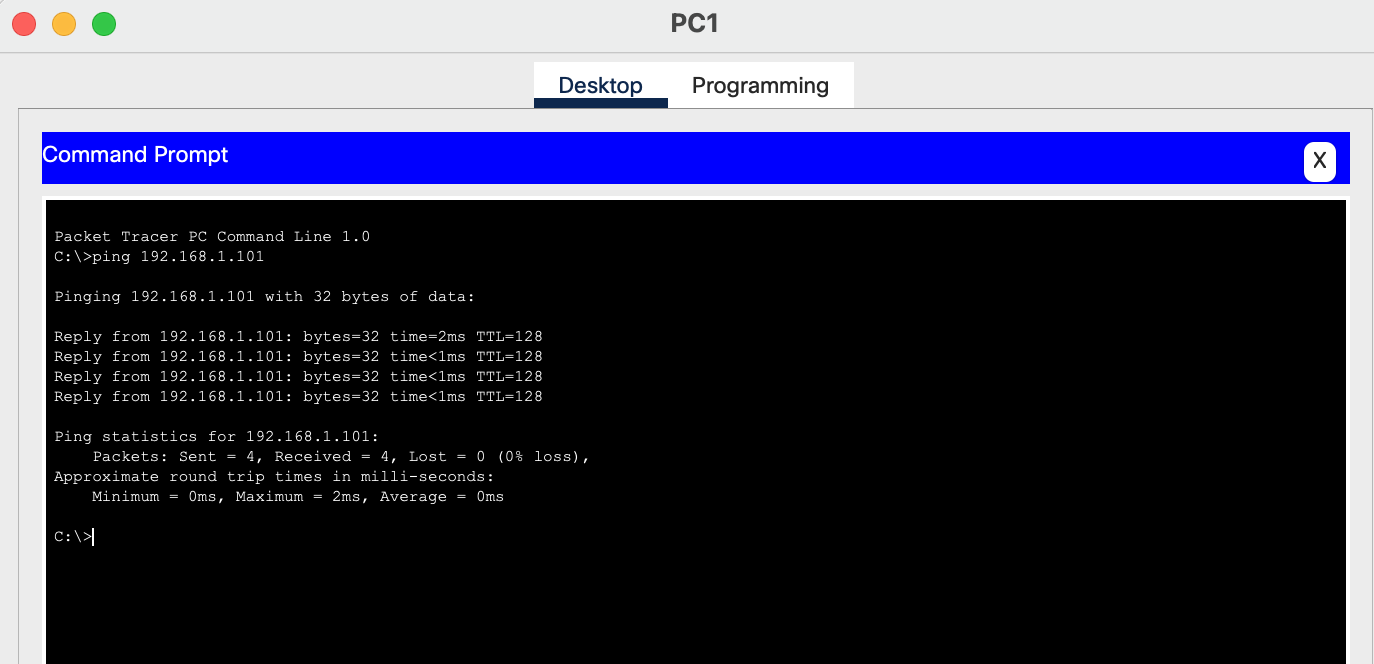 PC1
Desktop Programming
Command Prompt X
Packet Tracer PC Command Line 1.0
C:\>ping 192.168.1.101
Pinging 192.168.1.101 with 32 bytes of data:
Reply from 192.168.1.101: bytes=32 time=2ms TTL=128
Reply from 192.168.1.101: bytes=32 time<1ms TTL=128
Reply from 192.168.1.101: bytes=32 time<1ms TTL=128
Reply from 192.168.1.101: bytes=32 time<1ms TTL=128
Ping statistics for 192.168.1.101:
    Packets: Sent = 4, Received = 4, Lost = 0 (0% loss),
Approximate round trip times in milli-seconds:
    Minimum = 0ms, Maximum = 2ms, Average = 0ms
C:\>